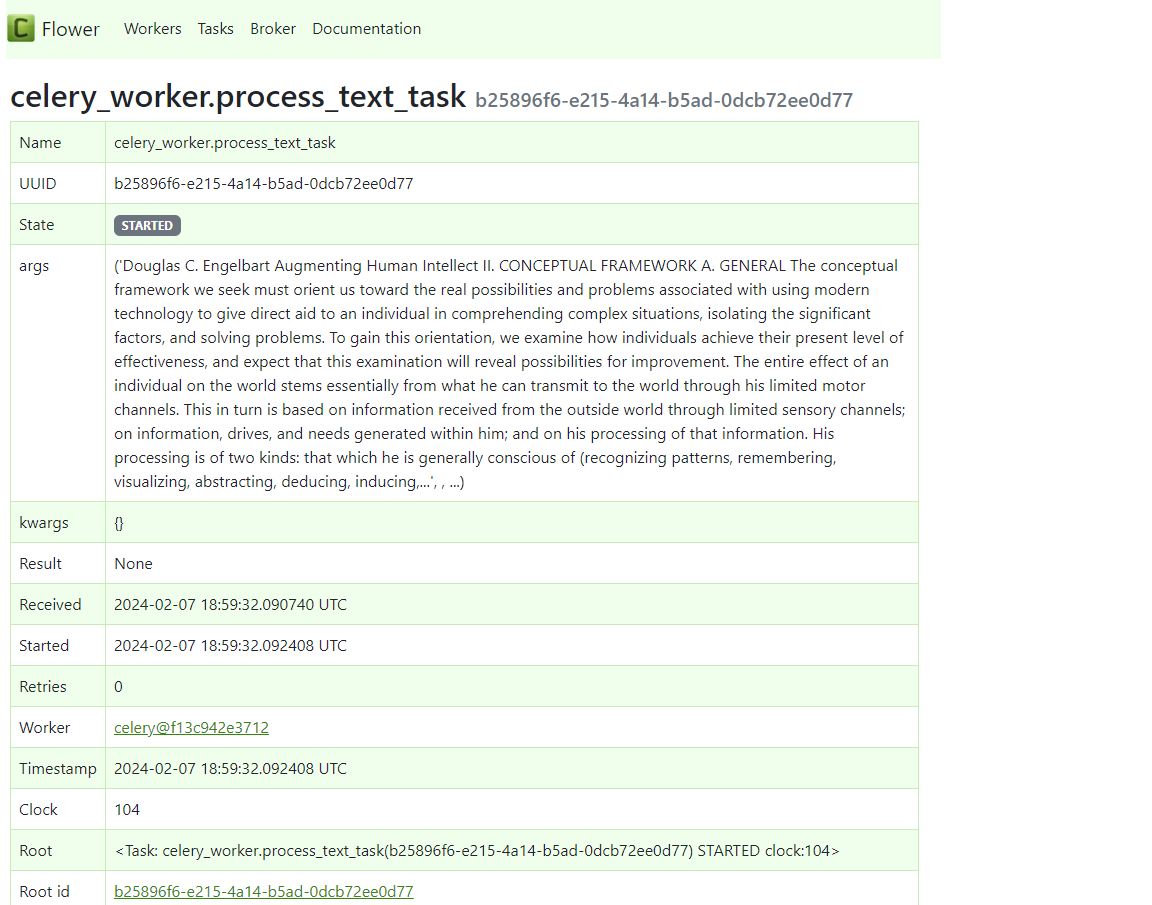 C Flower Workers Tasks Broker Documentation
celery_worker.process_text_task b25896f6-e215-4a14-b5ad-0dcb72ee0d77
Name celery_worker.process_text_task
UUID b25896f6-e215-4a14-b5ad-0dcb72ee0d77
State STARTED
args ('Douglas C. Engelbart Augmenting Human Intellect II. CONCEPTUAL FRAMEWORK A. GENERAL The conceptual
framework we seek must orient us toward the real possibilities and problems associated with using modern
technology to give direct aid to an individual in comprehending complex situations, isolating the significant
factors, and solving problems. To gain this orientation, we examine how individuals achieve their present level of
effectiveness, and expect that this examination will reveal possibilities for improvement. The entire effect of an
individual on the world stems essentially from what he can transmit to the world through his limited motor
channels. This in turn is based on information received from the outside world through limited sensory channels;
on information, drives, and needs generated within him; and on his processing of that information. His
processing is of two kinds: that which he is generally conscious of (recognizing patterns, remembering,
visualizing, abstracting, deducing, inducing,...', , ...)
kwargs {}
Result None
Received 2024-02-07 18:59:32.090740 UTC
Started 2024-02-07 18:59:32.092408 UTC
Retries 0
Worker celery@f13c942e3712
Timestamp 2024-02-07 18:59:32.092408 UTC
Clock 104
Root <Task: celery_worker.process_text_task(b25896f6-e215-4a14-b5ad-0dcb72ee0d77) STARTED clock:104>
Root id b25896f6-e215-4a14-b5ad-0dcb72ee0d77